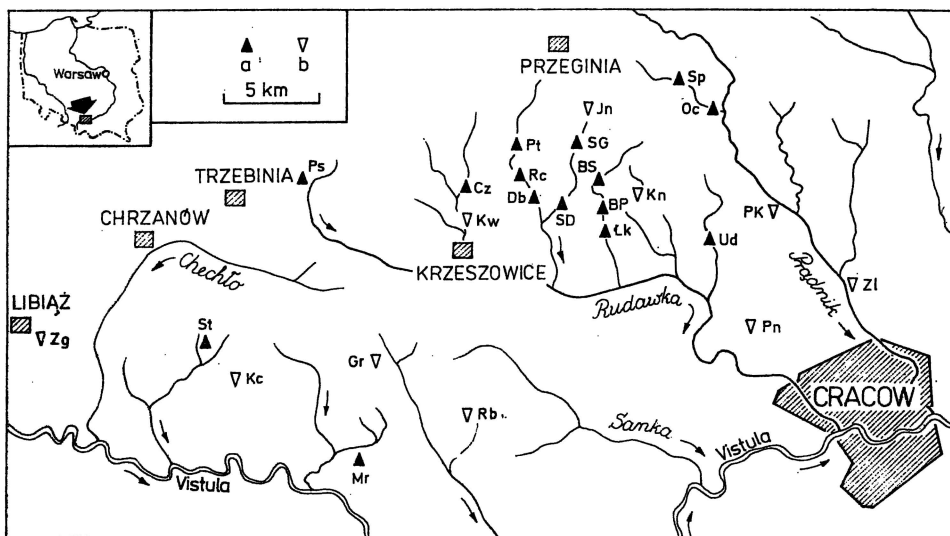 Warsaw
a b
5 km
PRZEGINIA
Sp
Jn
Oc
Pt
SG
Ps
TRZEBINIA
Rc
BS
Cz
Db
Kn
CHRZANÓW
Kw
SD
BP
PK
Łk
Ud
KRZESZOWICE
Chechło
LIBIĄŻ
Rudawka
Prądnik
Zl
St
Zg
Pn
Gr
Kc
CRACOW
Rb
Sanka
Vistula
Mr
Vistula